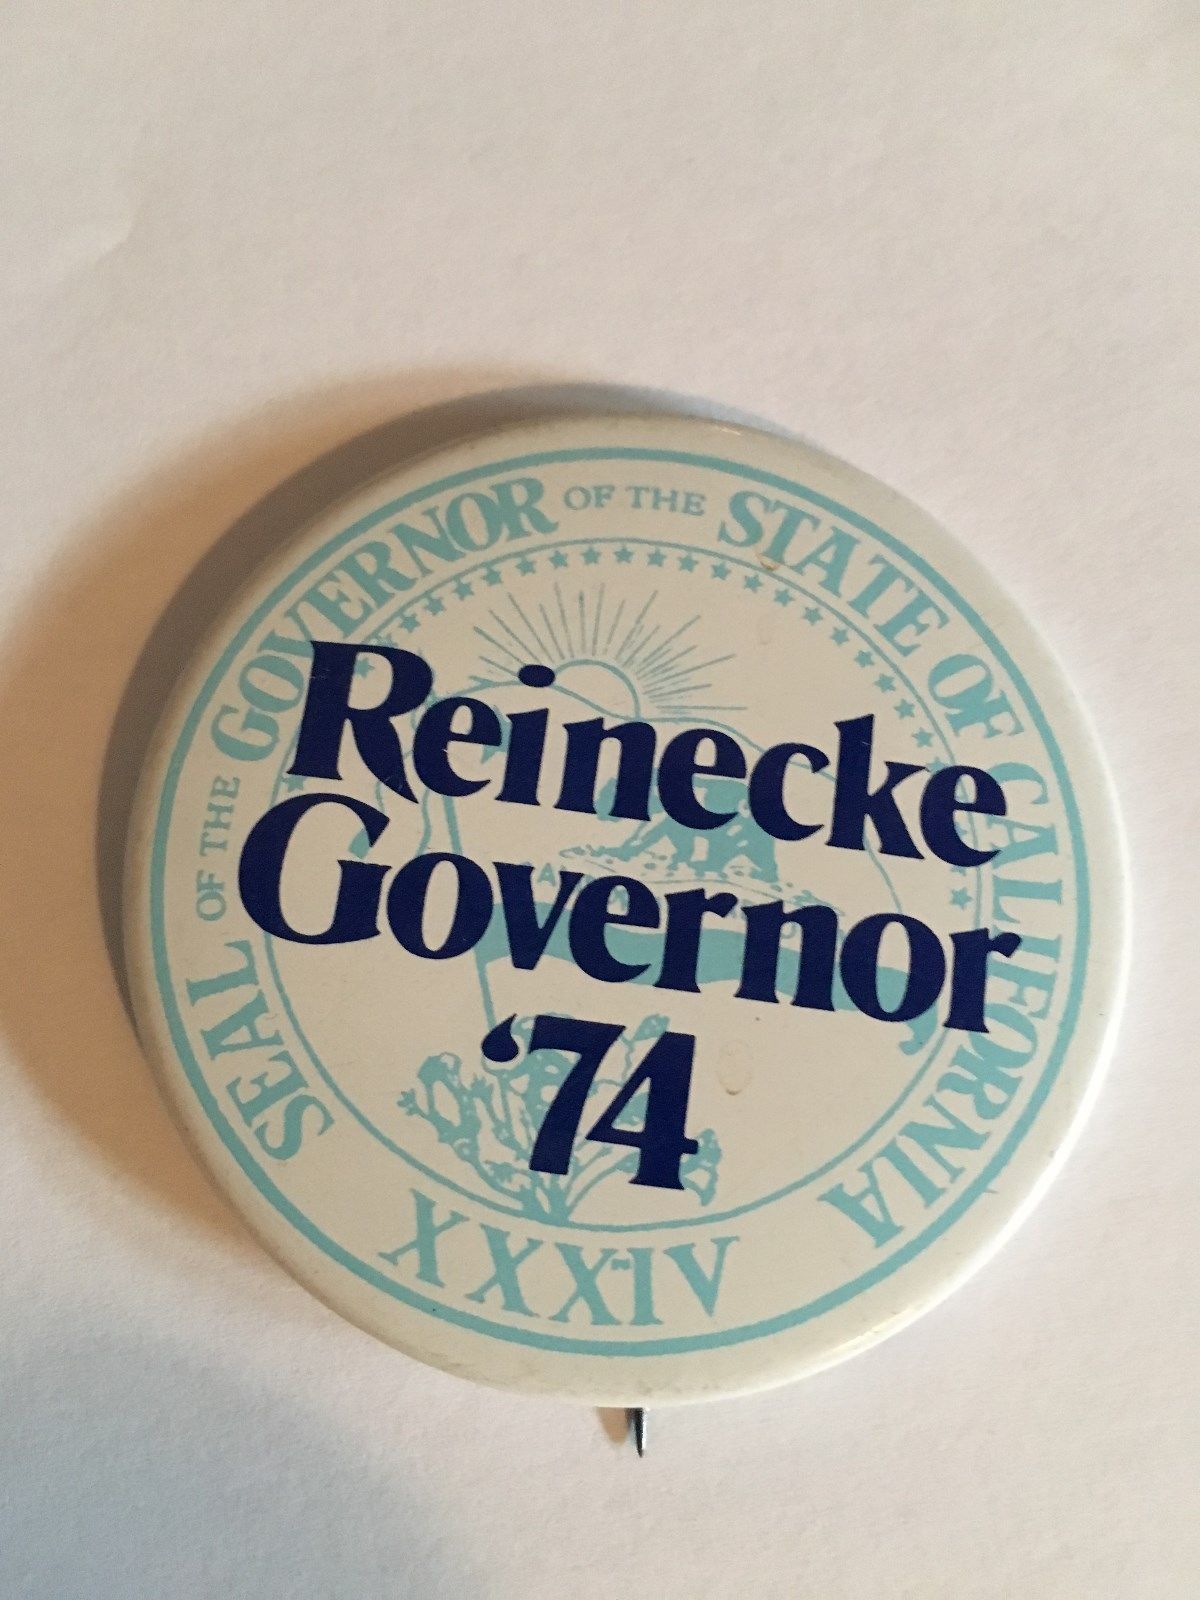 SEAL OF THE GOVERNOR OF THE STATE OF CALIFORNIA
Reinecke
Governor
'74
XXXIV